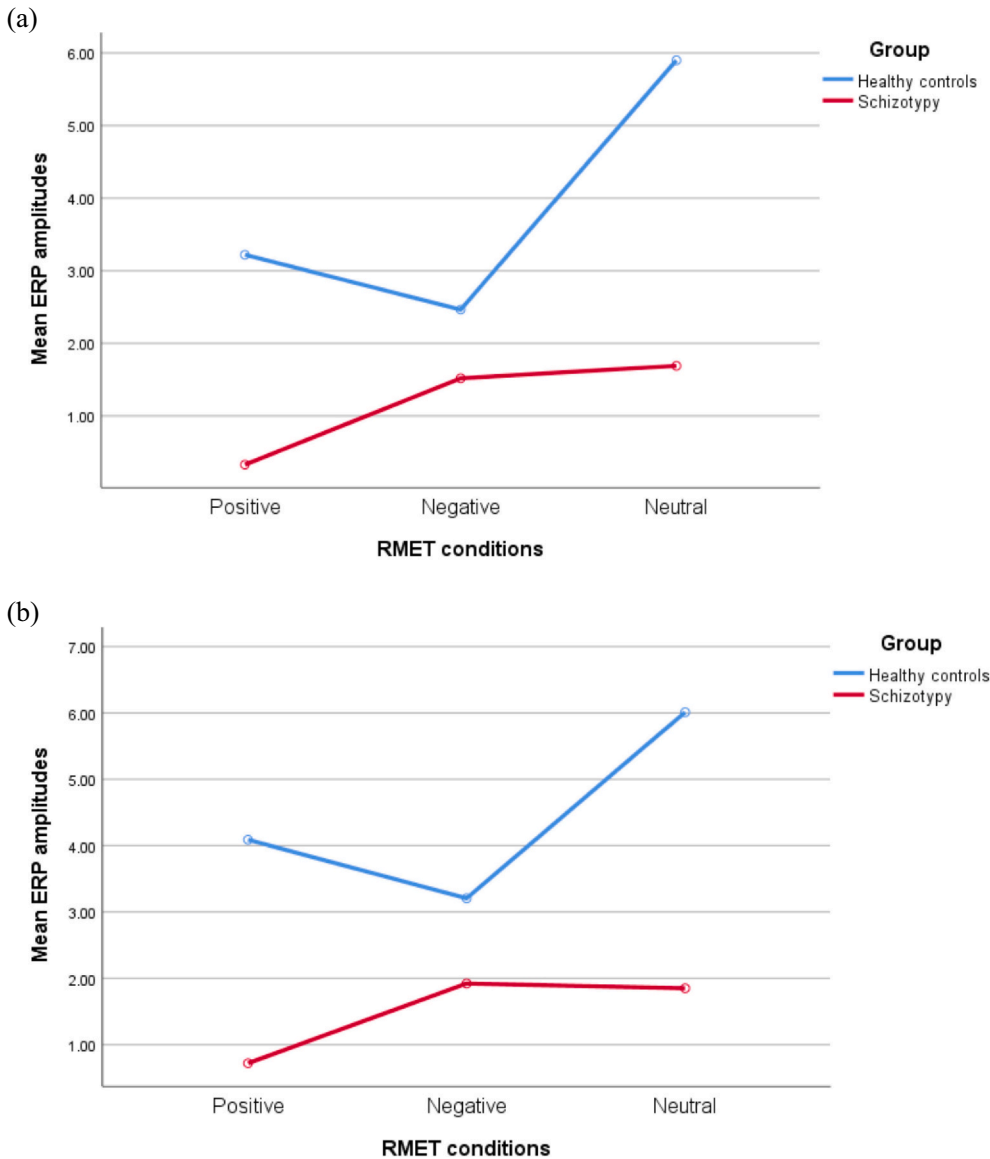 (a)
Group
Healthy controls
Schizotypy
6.00
5.00
4.00
3.00
2.00
1.00
Mean ERP amplitudes
Positive Negative Neutral
RMET conditions
(b)
Group
Healthy controls
Schizotypy
7.00
6.00
5.00
4.00
3.00
2.00
1.00
Mean ERP amplitudes
Positive Negative Neutral
RMET conditions